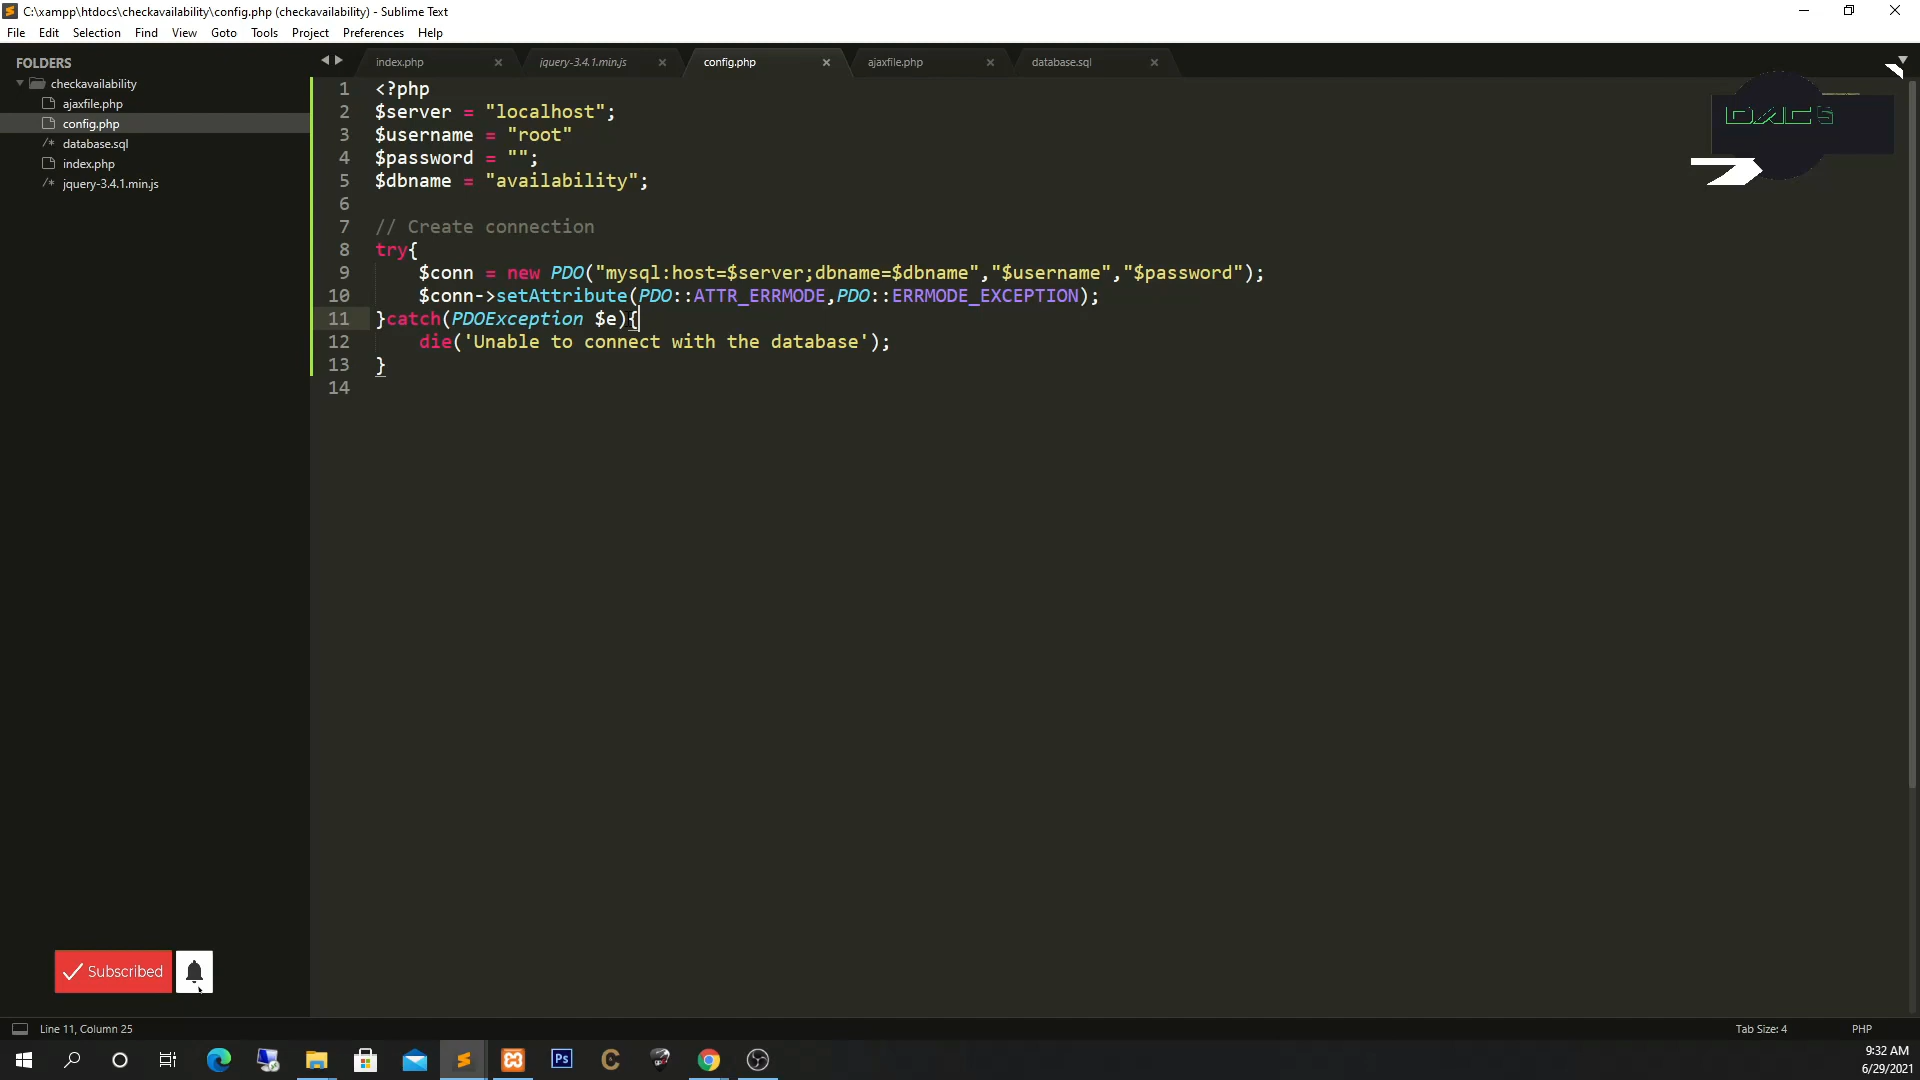 C:\xampp\htdocs\checkavailability\config.php (checkavailability) - Sublime Text
File Edit Selection Find View Goto Tools Project Preferences Help
FOLDERS
checkavailability
ajaxfile.php
config.php
/* database.sql
index.php
/* jquery-3.4.1.min.js
index.php jquery-3.4.1.min.js config.php ajaxfile.php database.sql
1 <?php
2 $server = "localhost";
3 $username = "root"
4 $password = "";
5 $dbname = "availability";
6
7 // Create connection
8 try{
9 $conn = new PDO("mysql:host=$server;dbname=$dbname","$username","$password");
10 $conn->setAttribute(PDO::ATTR_ERRMODE,PDO::ERRMODE_EXCEPTION);
11 }catch(PDOException $e){
12 die('Unable to connect with the database');
13 }
14
Subscribed
Line 11, Column 25
Tab Size: 4 PHP
Ps
9:32 AM
6/29/2021